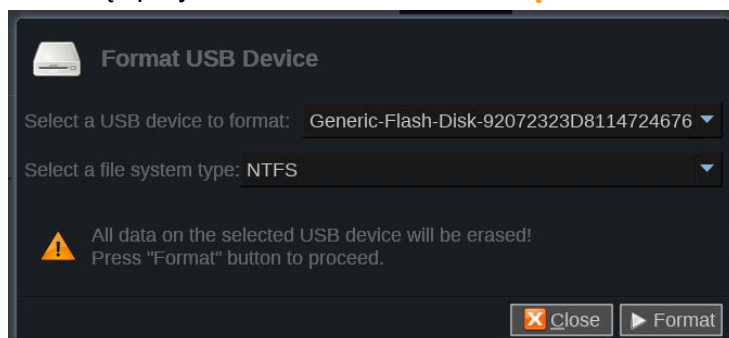 Format USB Device
Select a USB device to format: Generic-Flash-Disk-92072323D8114724676
Select a file system type: NTFS
All data on the selected USB device will be erased!
Press "Format" button to proceed.
Close Format